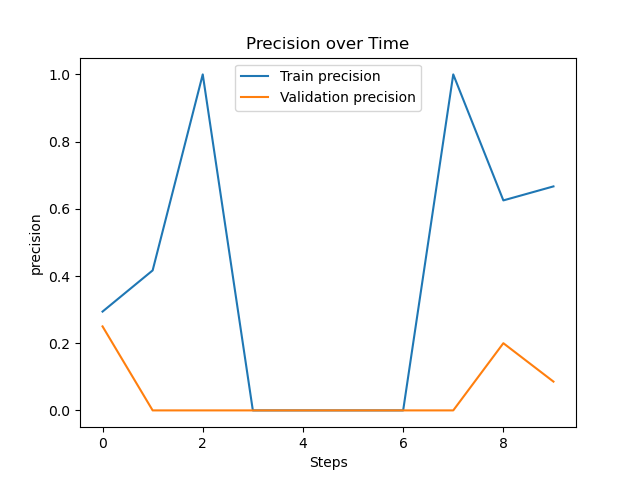 Precision over Time
Train precision
Validation precision
precision
1.0
0.8
0.6
0.4
0.2
0.0
0 2 4 6 8
Steps